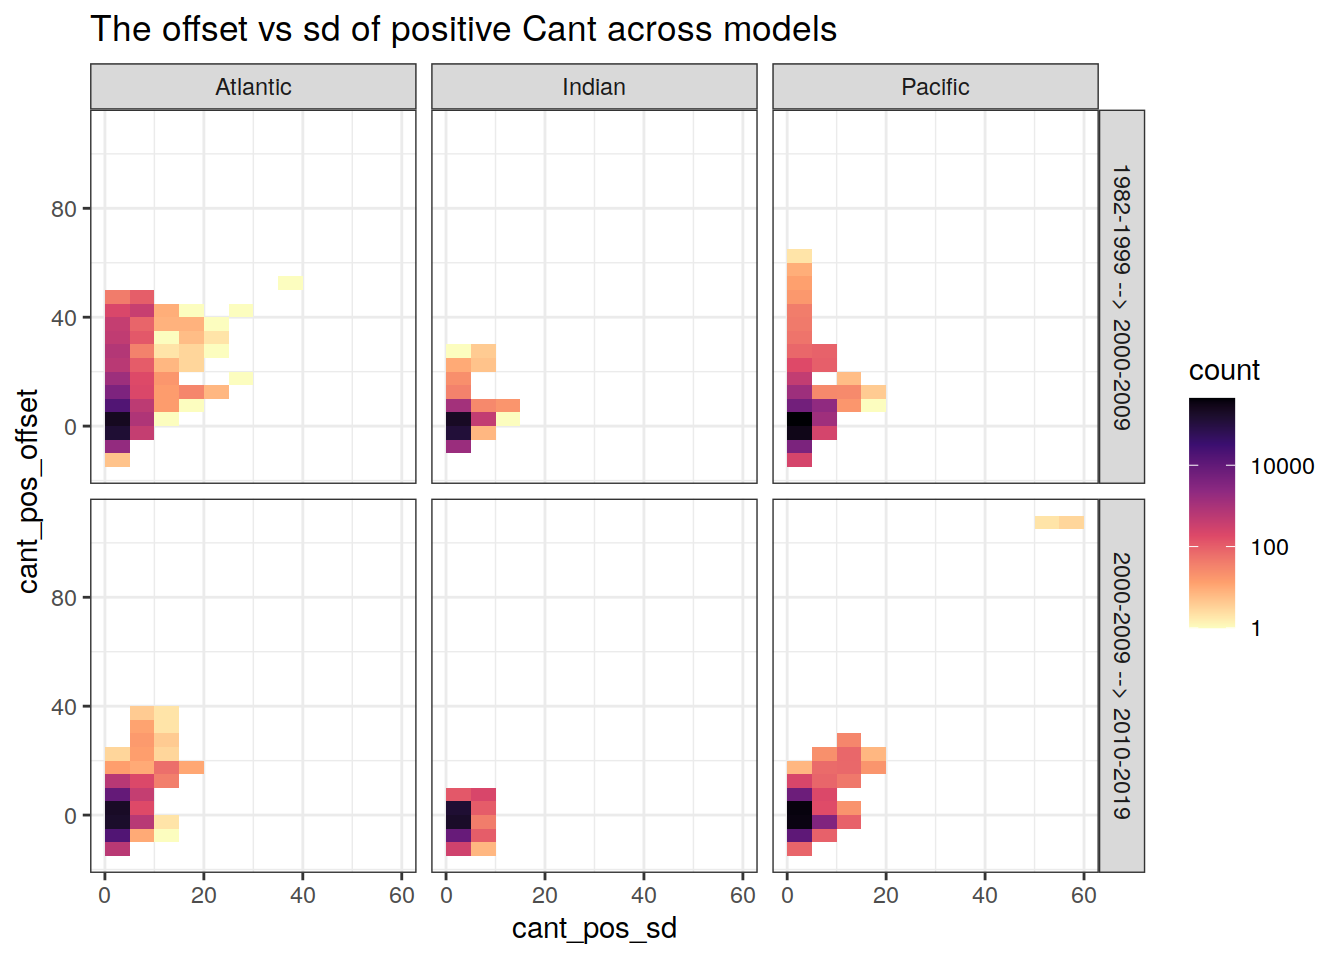 The offset vs sd of positive Cant across models
Atlantic
Indian
Pacific
1982-1999 --> 2000-2009
2000-2009 --> 2010-2019
80
40
0
80
40
0
cant_pos_offset
0 20 40 60
0 20 40 60
0 20 40 60
cant_pos_sd
count
10000
100
1